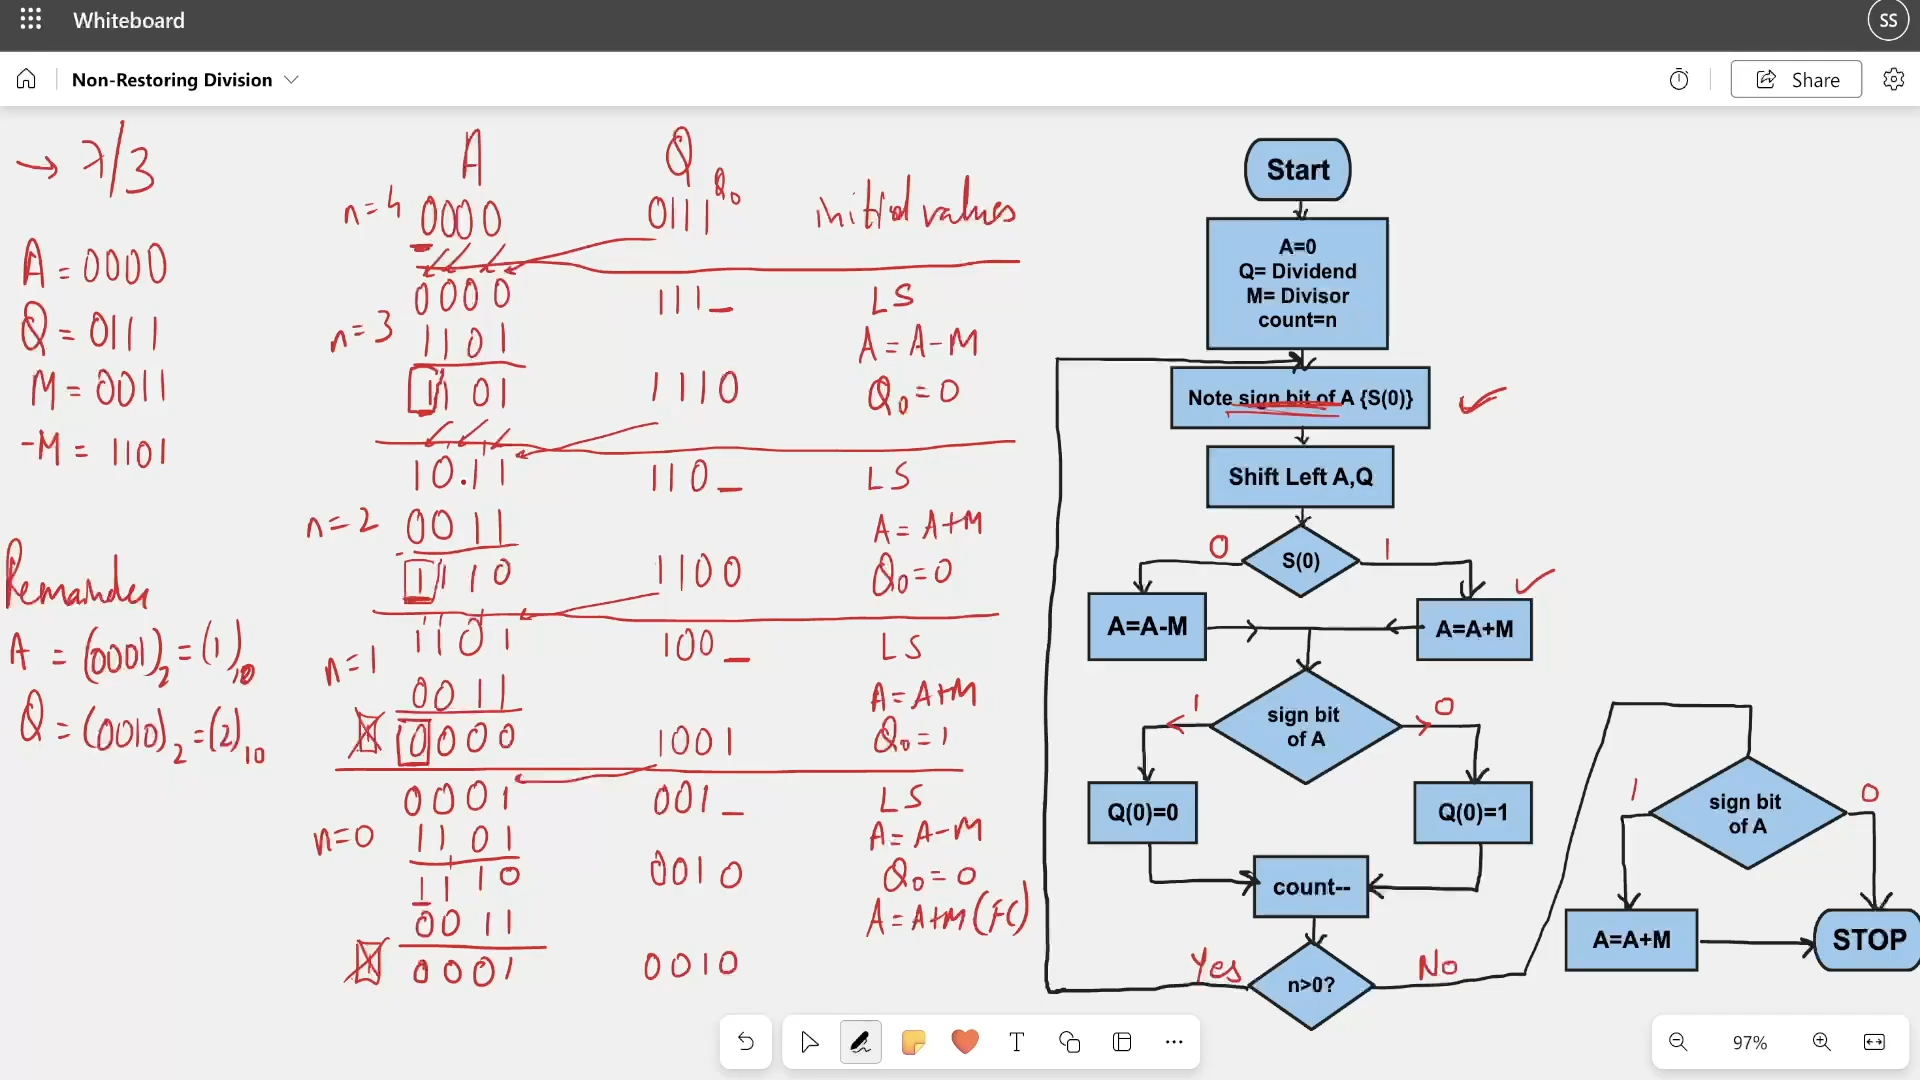 Whiteboard
SS
Non-Restoring Division
Share
→ 7/3
A = 0000
Q = 0111
M = 0011
-M = 1101
Remainder
A = (0001)2 = (1)10
Q = (0010)2 = (2)10
A Q
Q0
n=4 0000 0111 initial values
0000 111_ LS
n=3 1101 A = A-M
1101 1110 Q0 = 0
1011 110_ LS
n=2 0011 A = A+M
1110 1100 Q0 = 0
1101 100_ LS
n=1 0011 A = A+M
0000 1001 Q0 = 1
0001 001_ LS
n=0 1101 A = A-M
1110 0010 Q0 = 0
0011 A = A+M (FC)
0001 0010
Start
A=0
Q= Dividend
M= Divisor
count=n
Note sign bit of A {S(0)}
Shift Left A,Q
0 S(0) 1
A=A-M
A=A+M
1 sign bit 0
of A
Q(0)=0
Q(0)=1
count--
Yes n>0? No
1 sign bit 0
of A
A=A+M
STOP
97%